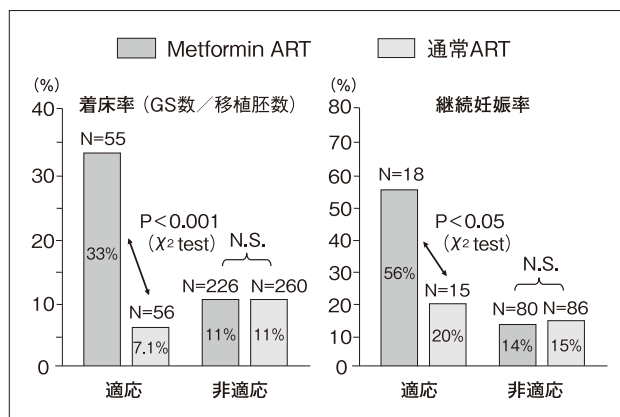 Metformin ART 通常ART
(%)
着床率（GS数／移植胚数）
40
30
20
10
0
N=55
33%
P<0.001
(χ2 test)
N=56
7.1%
N.S.
N=226 N=260
11% 11%
適応 非適応
(%)
継続妊娠率
80
70
60
50
40
30
20
10
0
N=18
56%
P<0.05
(χ2 test)
N=15
20%
N.S.
N=80 N=86
14% 15%
適応 非適応